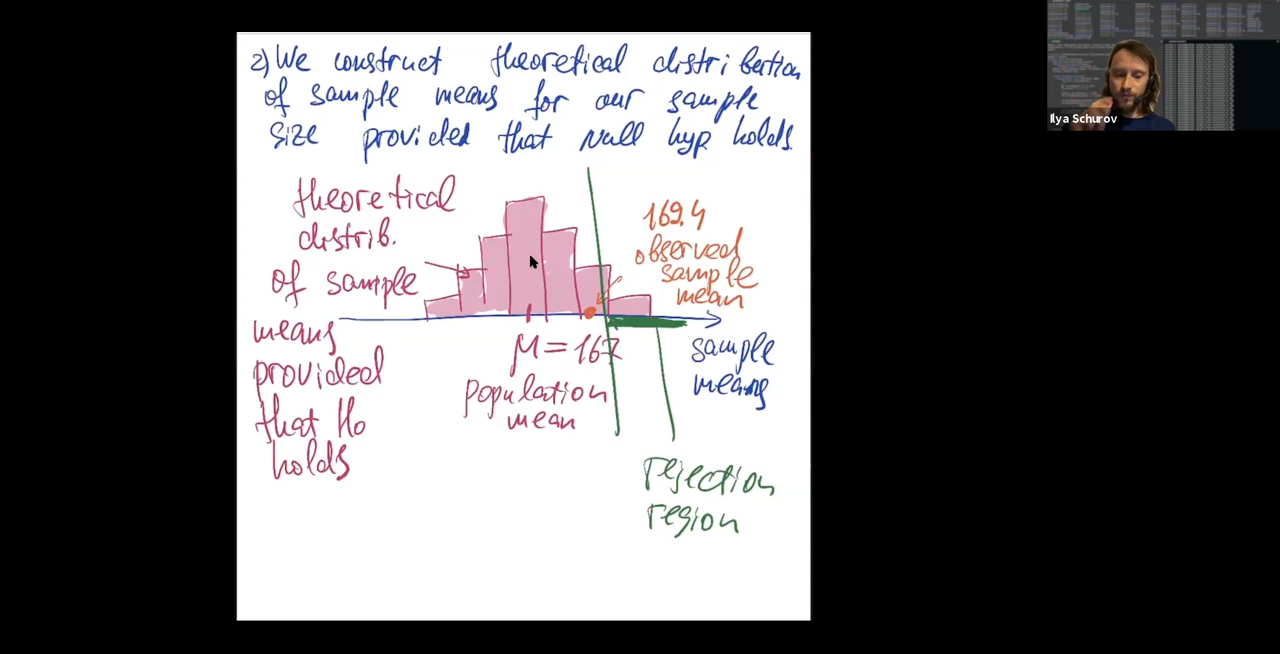 2) We construct theoretical distribution
of sample means for our sample
size provided that null hyp. holds.
theoretical
distrib.
of sample
means
provided
that H0
holds
169.4
observed
sample
mean
μ = 167
population
mean
sample
means
rejection
region
Ilya Schurov